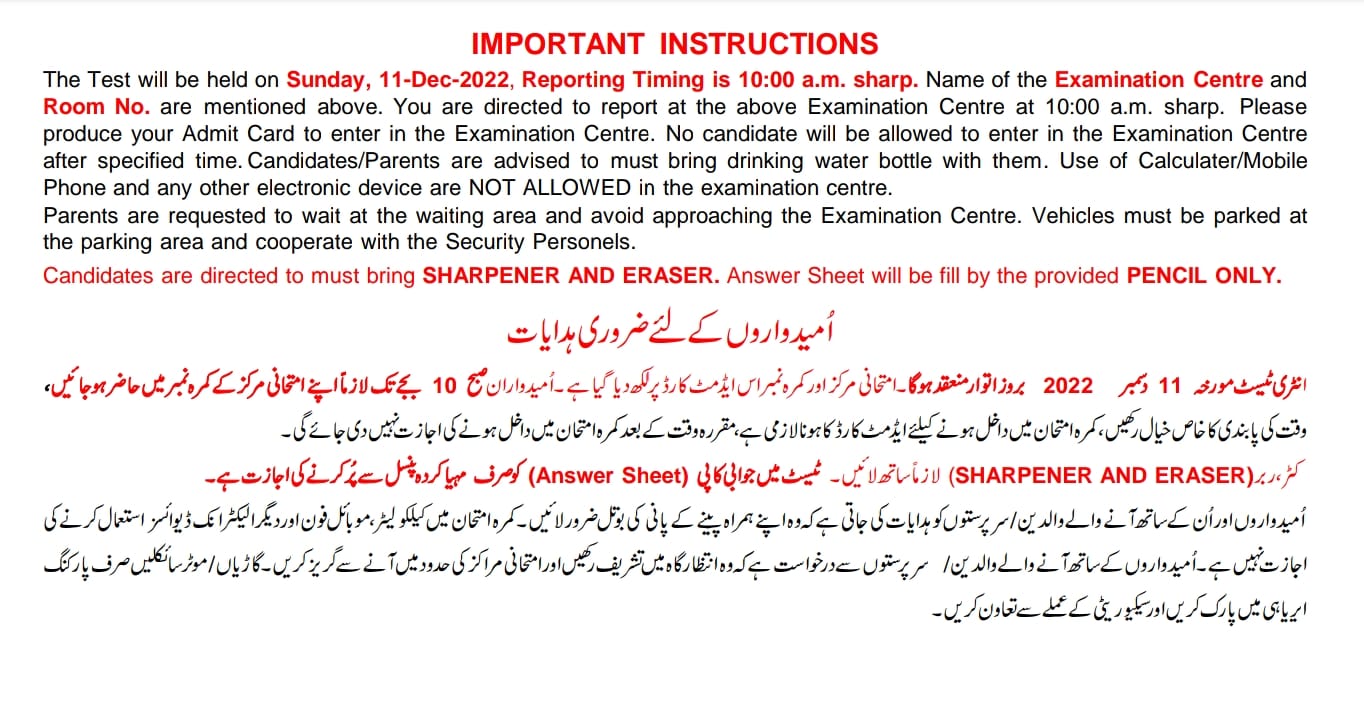 IMPORTANT INSTRUCTIONS
The Test will be held on Sunday, 11-Dec-2022, Reporting Timing is 10:00 a.m. sharp. Name of the Examination Centre and
Room No. are mentioned above. You are directed to report at the above Examination Centre at 10:00 a.m. sharp. Please
produce your Admit Card to enter in the Examination Centre. No candidate will be allowed to enter in the Examination Centre
after specified time. Candidates/Parents are advised to must bring drinking water bottle with them. Use of Calculater/Mobile
Phone and any other electronic device are NOT ALLOWED in the examination centre.
Parents are requested to wait at the waiting area and avoid approaching the Examination Centre. Vehicles must be parked at
the parking area and cooperate with the Security Personels.
Candidates are directed to must bring SHARPENER AND ERASER. Answer Sheet will be fill by the provided PENCIL ONLY.
اُمیدواروں کے لئے ضروری ہدایات
انٹری ٹیسٹ مورخہ 11 دسمبر 2022 بروز اتوار منعقد ہوگا۔ امتحانی مرکز اور کمرہ نمبر اس ایڈمٹ کارڈ پر لکھ دیا گیا ہے۔ اُمیدواران صبح 10 بجے تک لازماً اپنے امتحانی مرکز کے کمرہ نمبر میں حاضر ہو جائیں،
وقت کی پابندی کا خاص خیال رکھیں، کمرہ امتحان میں داخل ہونے کیلئے ایڈمٹ کارڈ کا ہونا لازمی ہے، مقررہ وقت کے بعد کمرہ امتحان میں داخل ہونے کی اجازت نہیں دی جائے گی۔
کٹر، ربر (SHARPENER AND ERASER) لازماً ساتھ لائیں۔ ٹیسٹ میں جوابی کاپی (Answer Sheet) کو صرف مہیا کردہ پنسل سے پُر کرنے کی اجازت ہے۔
اُمیدواروں اور اُن کے ساتھ آنے والے والدین/سرپرستوں کو ہدایات کی جاتی ہے کہ وہ اپنے ہمراہ پینے کے پانی کی بوتل ضرور لائیں۔ کمرہ امتحان میں کیلکولیٹر، موبائل فون اور دیگر الیکٹرانک ڈیوائسز استعمال کرنے کی
اجازت نہیں ہے۔ اُمیدواروں کے ساتھ آنے والے والدین/ سرپرستوں سے درخواست ہے کہ وہ انتظار گاہ میں تشریف رکھیں اور امتحانی مراکز کی حدود میں آنے سے گریز کریں۔ گاڑیاں/موٹر سائیکلیں صرف پارکنگ
ایریا ہی میں پارک کریں اور سیکیوریٹی کے عملے سے تعاون کریں۔